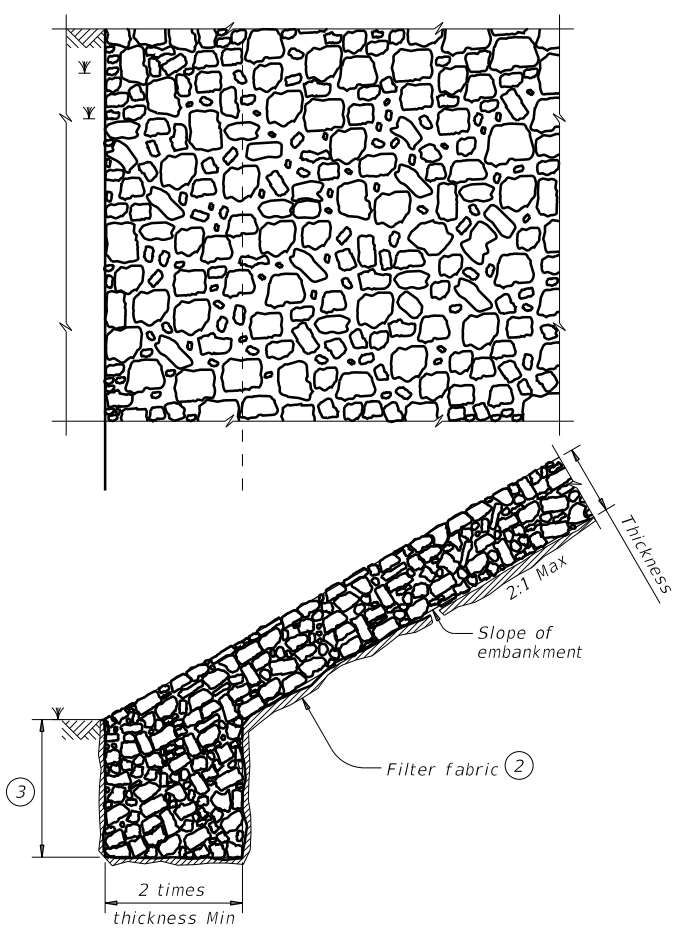 Thickness
2:1 Max
Slope of
embankment
Filter fabric 2
3
2 times
thickness Min